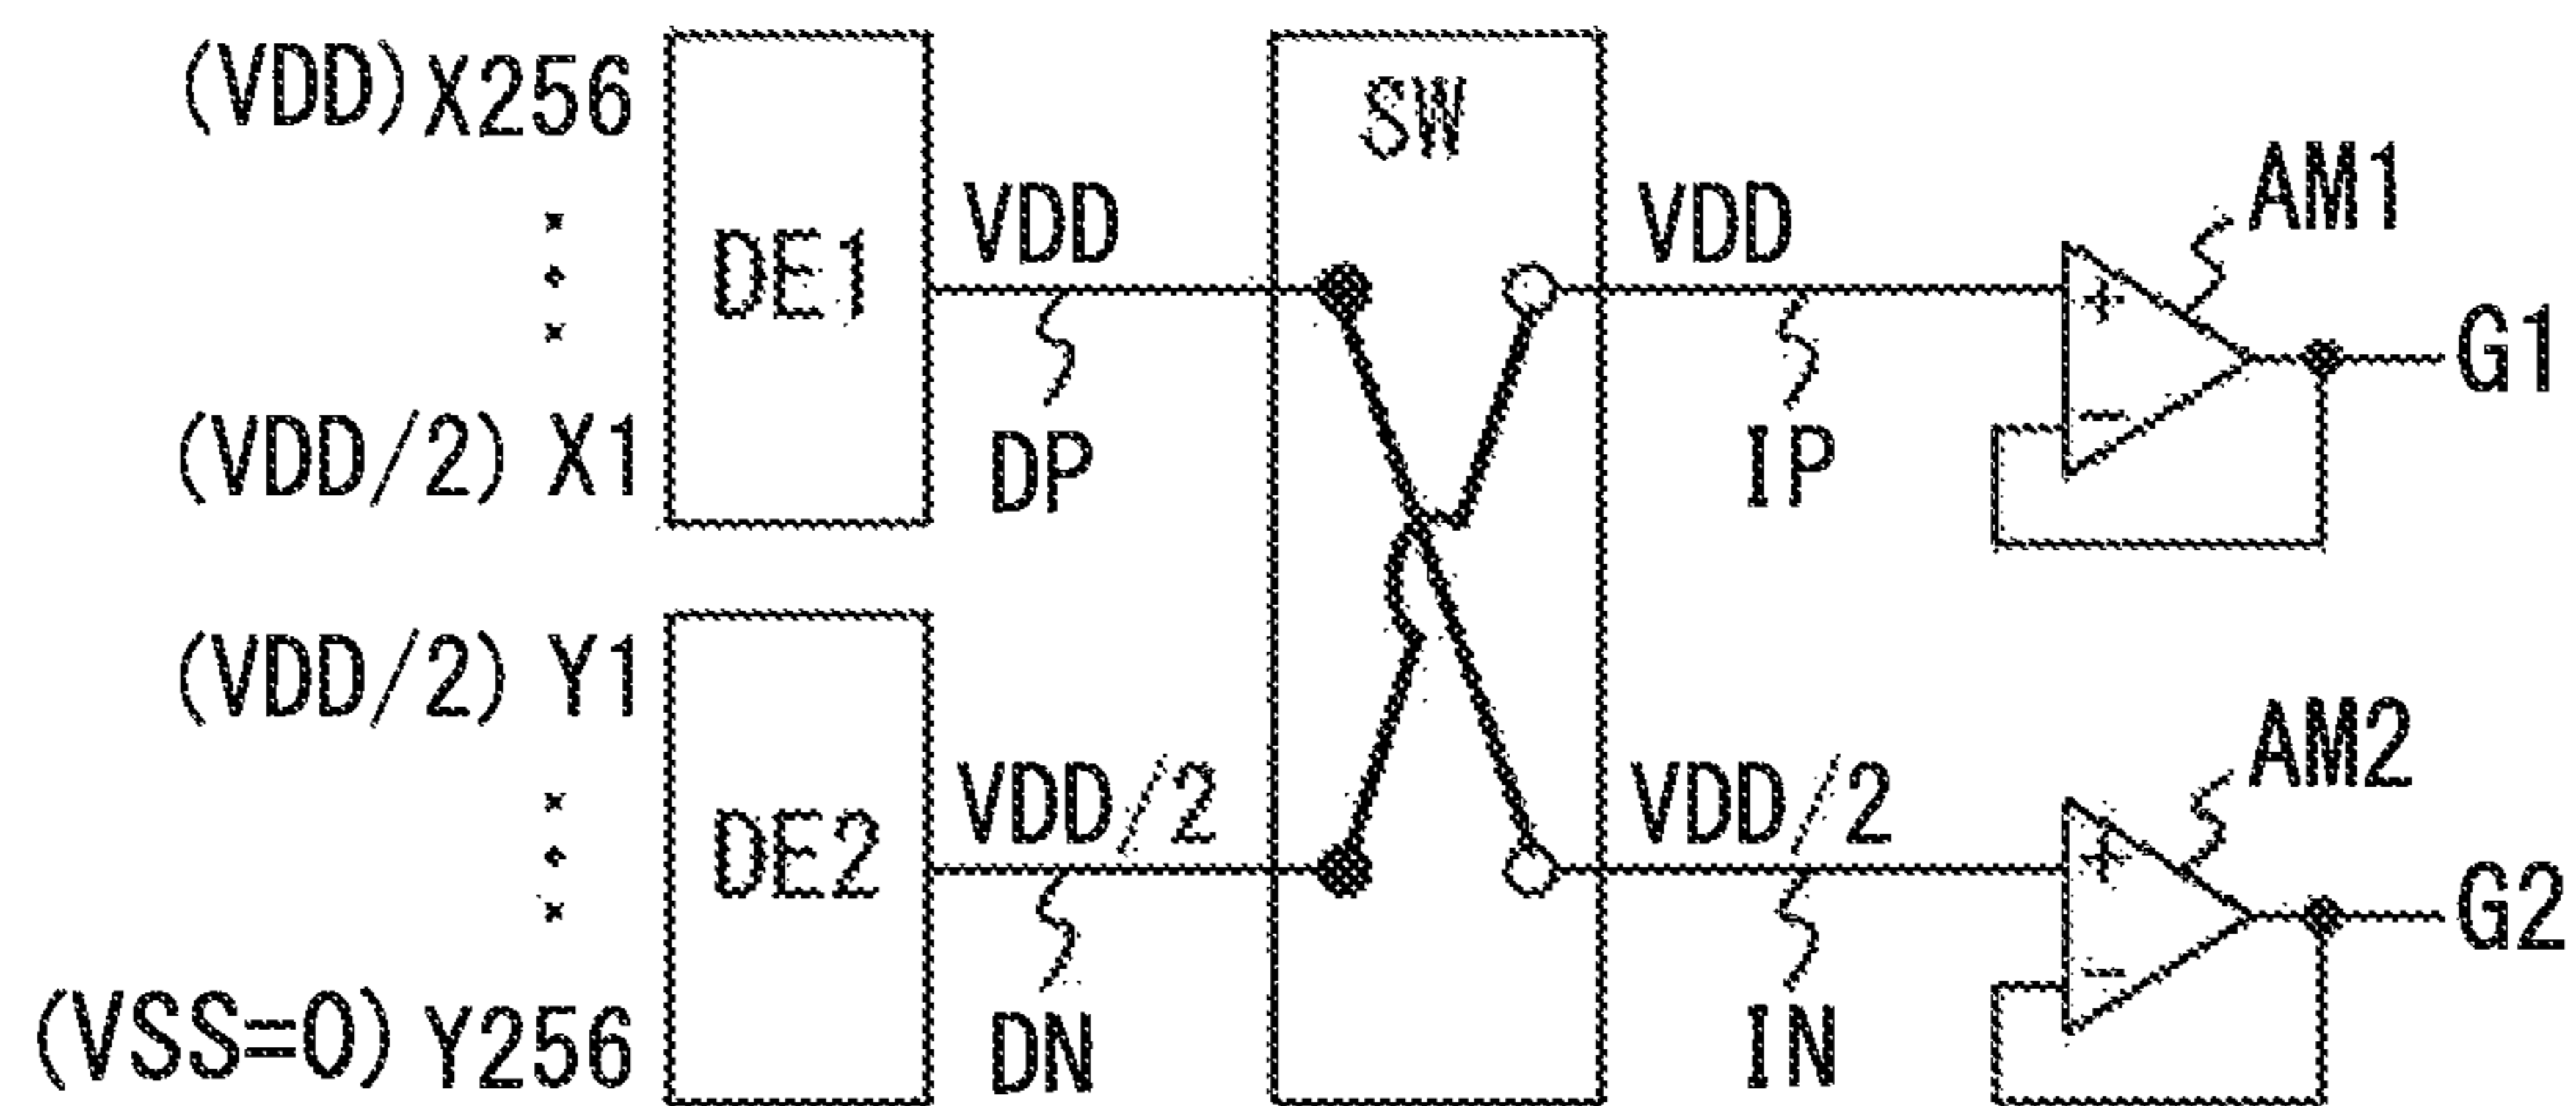 (VDD) X256
(VDD/2) X1
DE1
VDD
DP
SW
VDD
IP
+
−
AM1
G1
(VDD/2) Y1
(VSS=0) Y256
DE2
VDD/2
DN
VDD/2
IN
+
−
AM2
G2